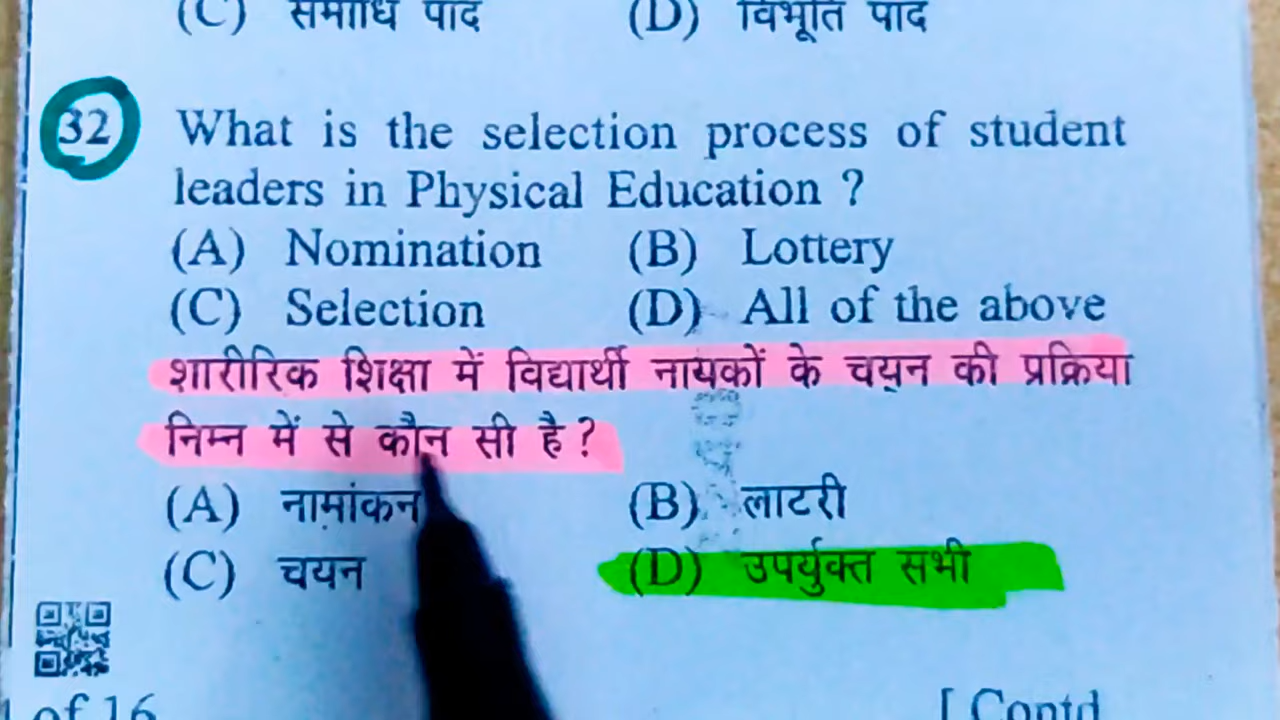 (C) समाधि पाद (D) विभूति पाद
32 What is the selection process of student
leaders in Physical Education ?
(A) Nomination (B) Lottery
(C) Selection (D) All of the above
शारीरिक शिक्षा में विद्यार्थी नायकों के चयन की प्रक्रिया
निम्न में से कौन सी है ?
(A) नामांकन (B) लाटरी
(C) चयन (D) उपर्युक्त सभी
of 16 [ Contd